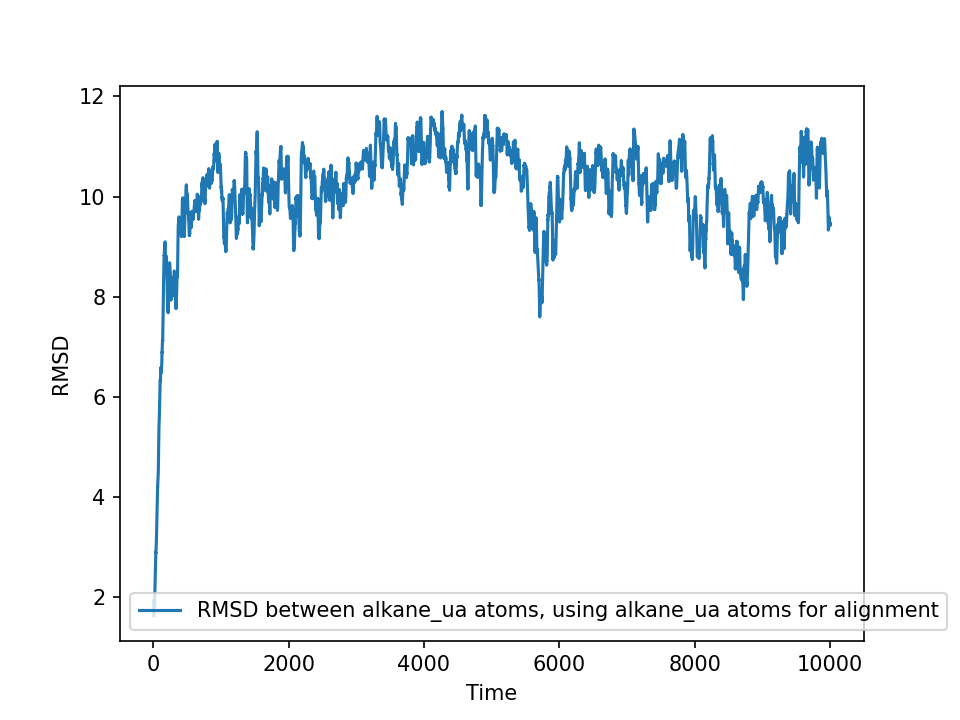 12
10
8
6
4
2
RMSD
RMSD between alkane_ua atoms, using alkane_ua atoms for alignment
0 2000 4000 6000 8000 10000
Time